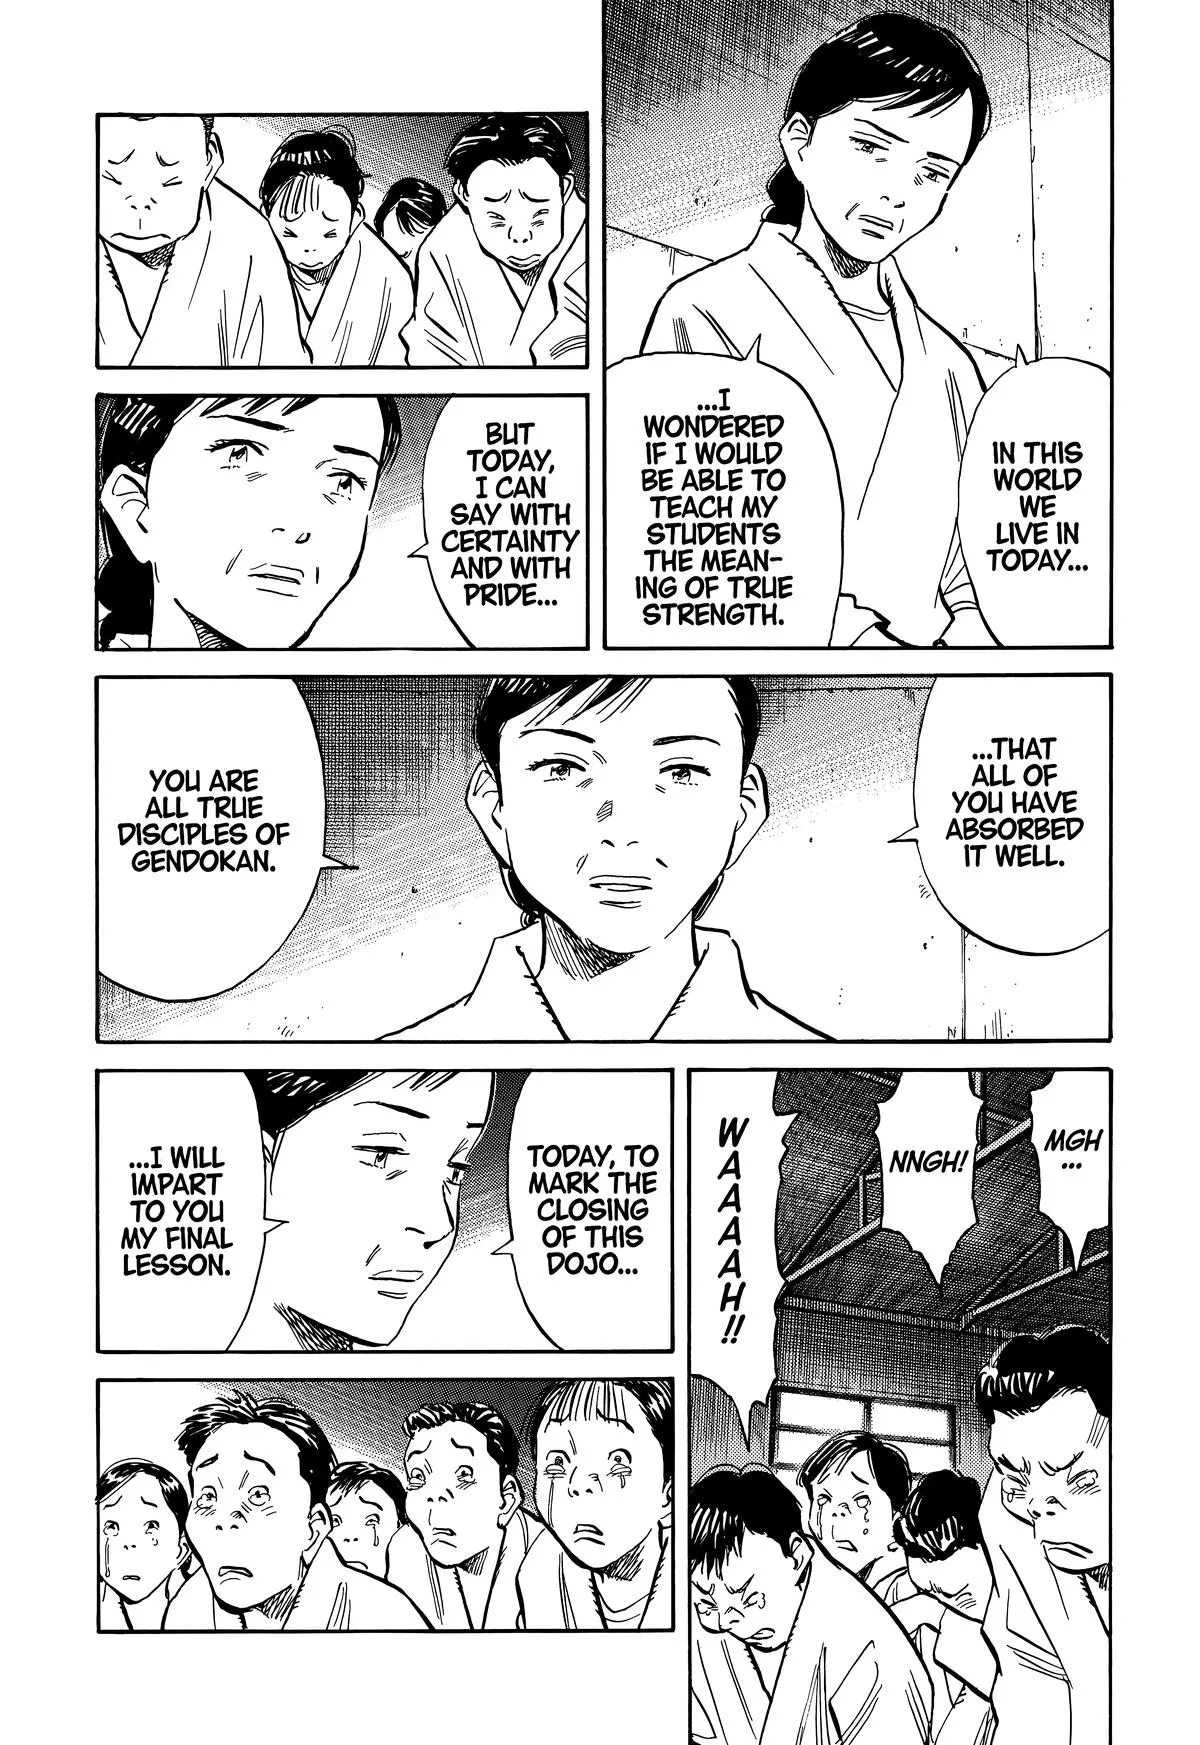 IN THIS
WORLD
WE
LIVE IN
TODAY...
...I
WONDERED
IF I WOULD
BE ABLE TO
TEACH MY
STUDENTS
THE MEAN-
ING OF TRUE
STRENGTH.
BUT
TODAY,
I CAN
SAY WITH
CERTAINTY
AND WITH
PRIDE...
...THAT
ALL OF
YOU HAVE
ABSORBED
IT WELL.
YOU ARE
ALL TRUE
DISCIPLES OF
GENDOKAN.
MGH
...
NNGH!
WAAAAH!!
TODAY, TO
MARK THE
CLOSING
OF THIS
DOJO...
...I WILL
IMPART
TO YOU
MY FINAL
LESSON.